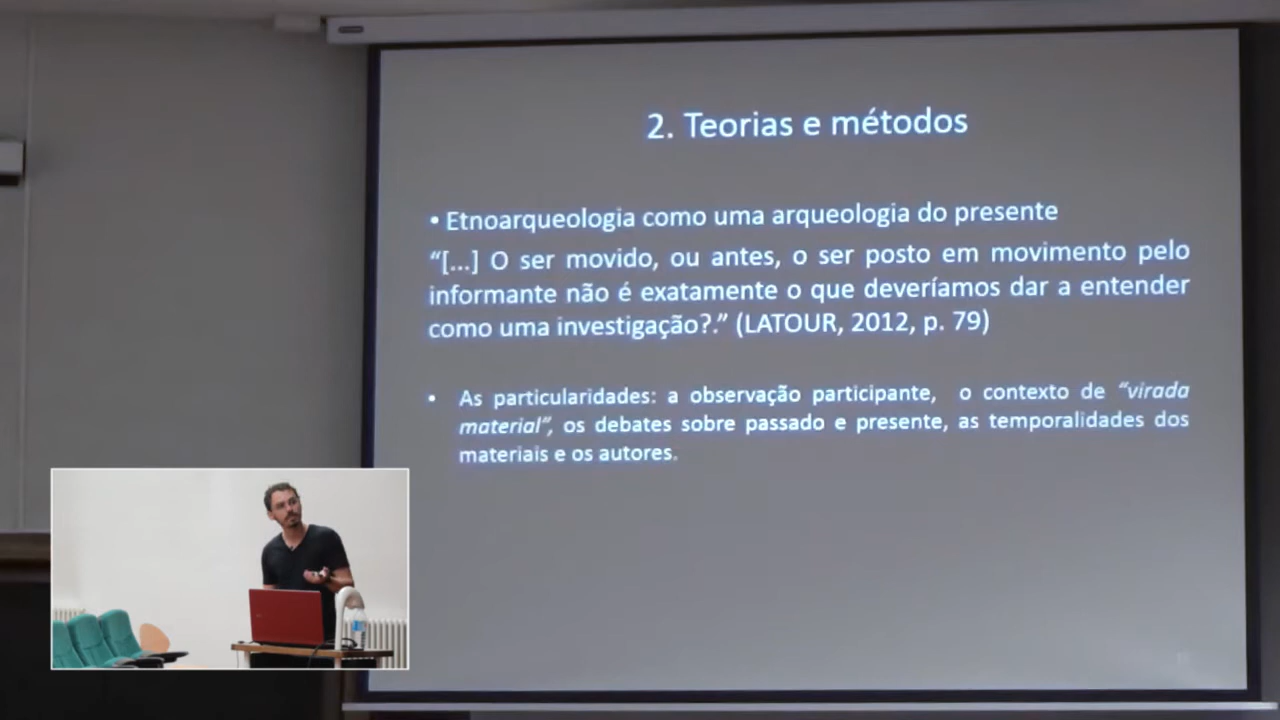 2. Teorias e métodos
• Etnoarqueologia como uma arqueologia do presente
“[...] O ser movido, ou antes, o ser posto em movimento pelo
informante não é exatamente o que deveríamos dar a entender
como uma investigação?.” (LATOUR, 2012, p. 79)
• As particularidades: a observação participante, o contexto de “virada
material”, os debates sobre passado e presente, as temporalidades dos
materiais e os autores.